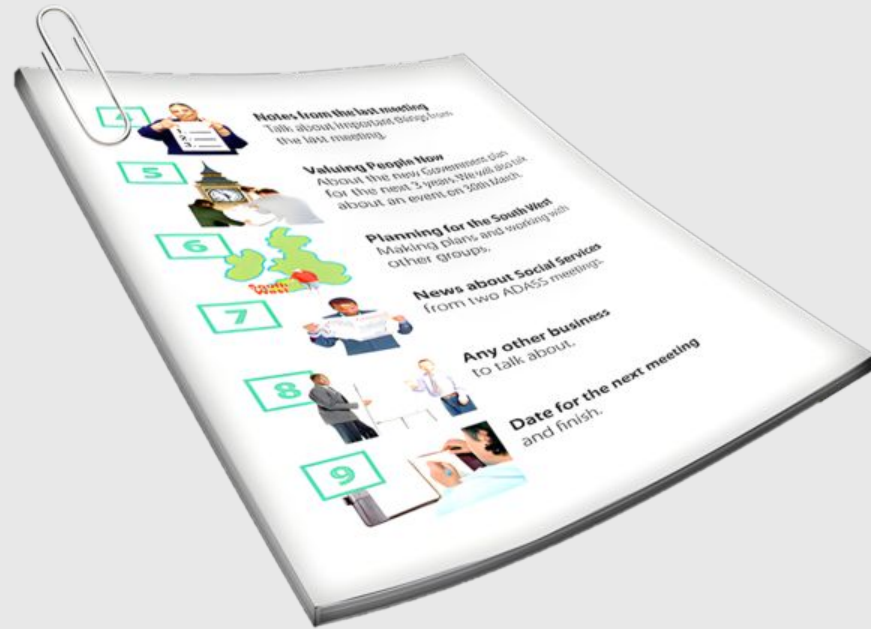 4
Notes from the last meeting
Talk about important things from
the last meeting.
5
Valuing People Now
About the new Government plan
for the next 3 years. We will also talk
about an event on 30th March.
6
South
West
Planning for the South West
Making plans and working with
other groups.
7
News about Social Services
from two ADASS meetings.
8
Any other business
to talk about.
9
Date for the next meeting
and finish.